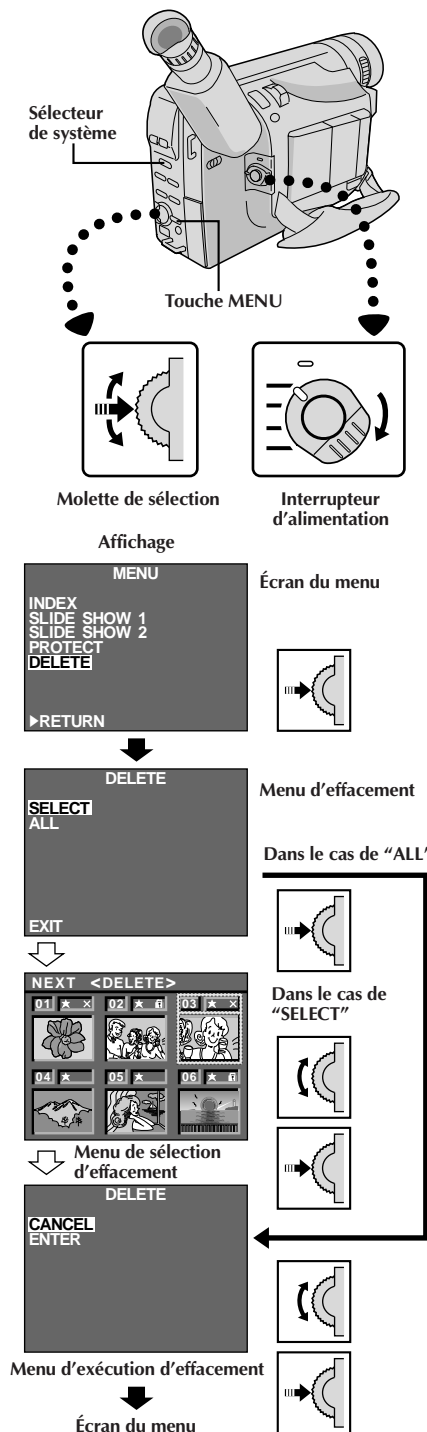 Sélecteur
de système
Touche MENU
Molette de sélection
Interrupteur
d'alimentation
Affichage
MENU
INDEX
SLIDE SHOW 1
SLIDE SHOW 2
PROTECT
DELETE
▶RETURN
Écran du menu
DELETE
SELECT
ALL
EXIT
Menu d'effacement
Dans le cas de “ALL”
NEXT <DELETE>
01 ★ × 02 ★ 03 ★ ×
04 ★ 05 ★ 06 ★
Dans le cas de
“SELECT”
Menu de sélection
d'effacement
DELETE
CANCEL
ENTER
Menu d'exécution d'effacement
Écran du menu